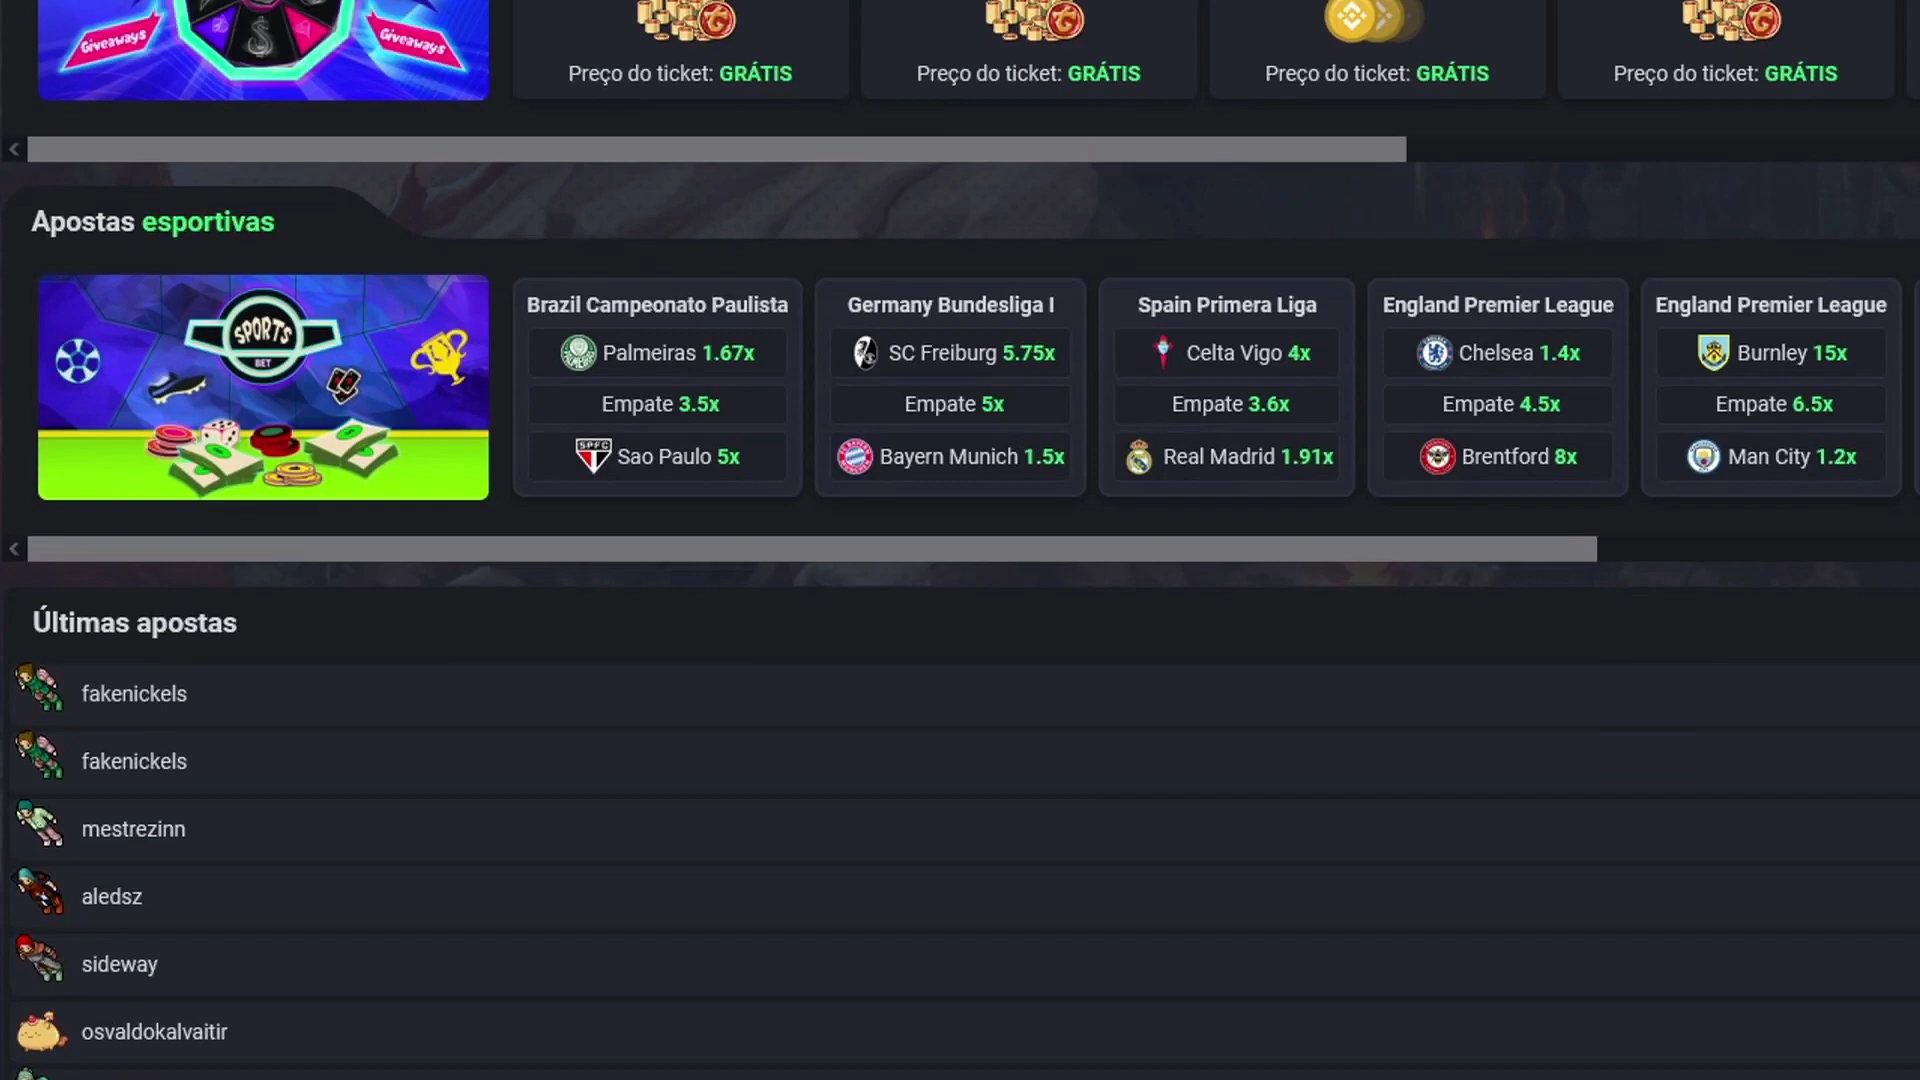 Giveaways
Giveaways
Preço do ticket: GRÁTIS
Preço do ticket: GRÁTIS
Preço do ticket: GRÁTIS
Preço do ticket: GRÁTIS
Apostas esportivas
SPORTS
BET
Brazil Campeonato Paulista
Palmeiras 1.67x
Empate 3.5x
SPFC
Sao Paulo 5x
Germany Bundesliga I
SC Freiburg 5.75x
Empate 5x
Bayern Munich 1.5x
Spain Primera Liga
Celta Vigo 4x
Empate 3.6x
Real Madrid 1.91x
England Premier League
Chelsea 1.4x
Empate 4.5x
Brentford 8x
England Premier League
Burnley 15x
Empate 6.5x
Man City 1.2x
Últimas apostas
fakenickels
fakenickels
mestrezinn
aledsz
sideway
osvaldokalvaitir